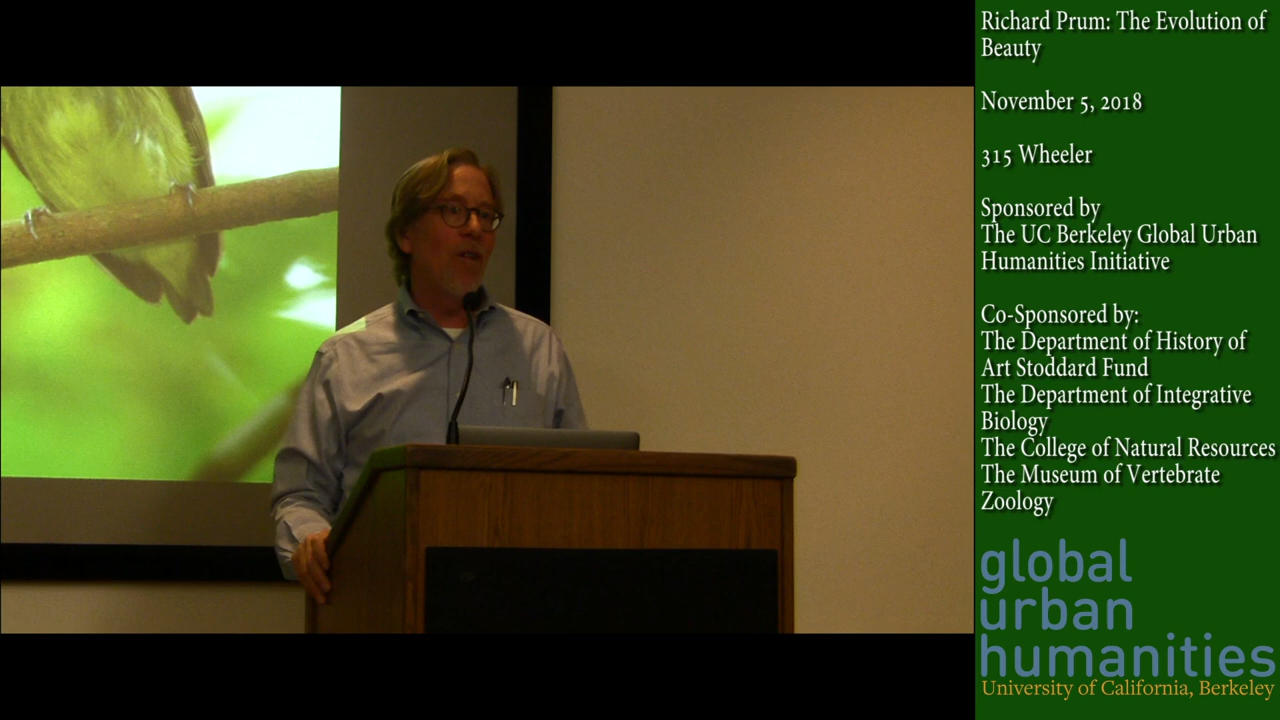 Richard Prum: The Evolution of
Beauty
November 5, 2018
315 Wheeler
Sponsored by
The UC Berkeley Global Urban
Humanities Initiative
Co-Sponsored by:
The Department of History of
Art Stoddard Fund
The Department of Integrative
Biology
The College of Natural Resources
The Museum of Vertebrate
Zoology
global
urban
humanities
University of California, Berkeley